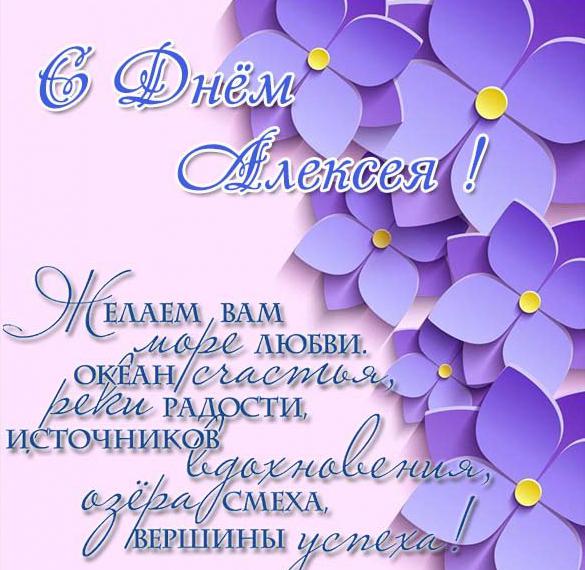 С Днём
Алексея !
Желаем вам
море любви.
океан счастья,
реки радости,
источников
вдохновения,
озёра смеха,
вершины успеха!